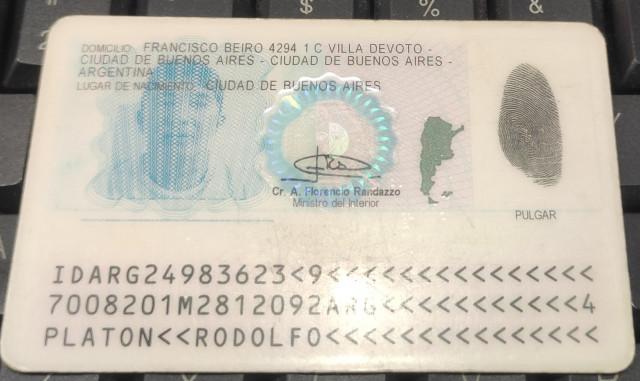 DOMICILIO FRANCISCO BEIRO 4294 1 C VILLA DEVOTO -
CIUDAD DE BUENOS AIRES - CIUDAD DE BUENOS AIRES -
ARGENTINA
LUGAR DE NACIMIENTO CIUDAD DE BUENOS AIRES
Cr. A. Florencio Randazzo
Ministro del Interior
PULGAR
IDARG24983623<9<<<<<<<<<<<<<<<
7008201M2812092ARG<<<<<<<<<<<4
PLATON<<RODOLFO<<<<<<<<<<<<<<<